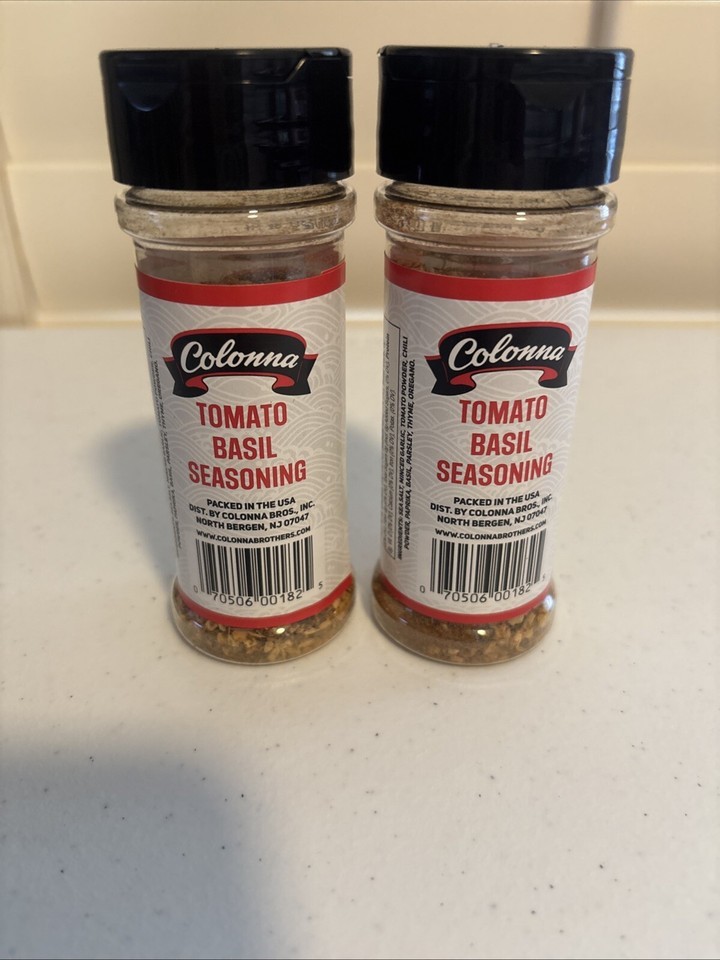 Colonna
TOMATO
BASIL
SEASONING
PACKED IN THE USA
DIST. BY COLONNA BROS., INC.
NORTH BERGEN, NJ 07047
WWW.COLONNABROTHERS.COM
0 70506 00182 5
INGREDIENTS: SEA SALT, MINCED GARLIC, TOMATO POWDER, CHILI
POWDER, PAPRIKA, BASIL, PARSLEY, THYME, OREGANO.
Colonna
TOMATO
BASIL
SEASONING
PACKED IN THE USA
DIST. BY COLONNA BROS., INC.
NORTH BERGEN, NJ 07047
WWW.COLONNABROTHERS.COM
0 70506 00182 5